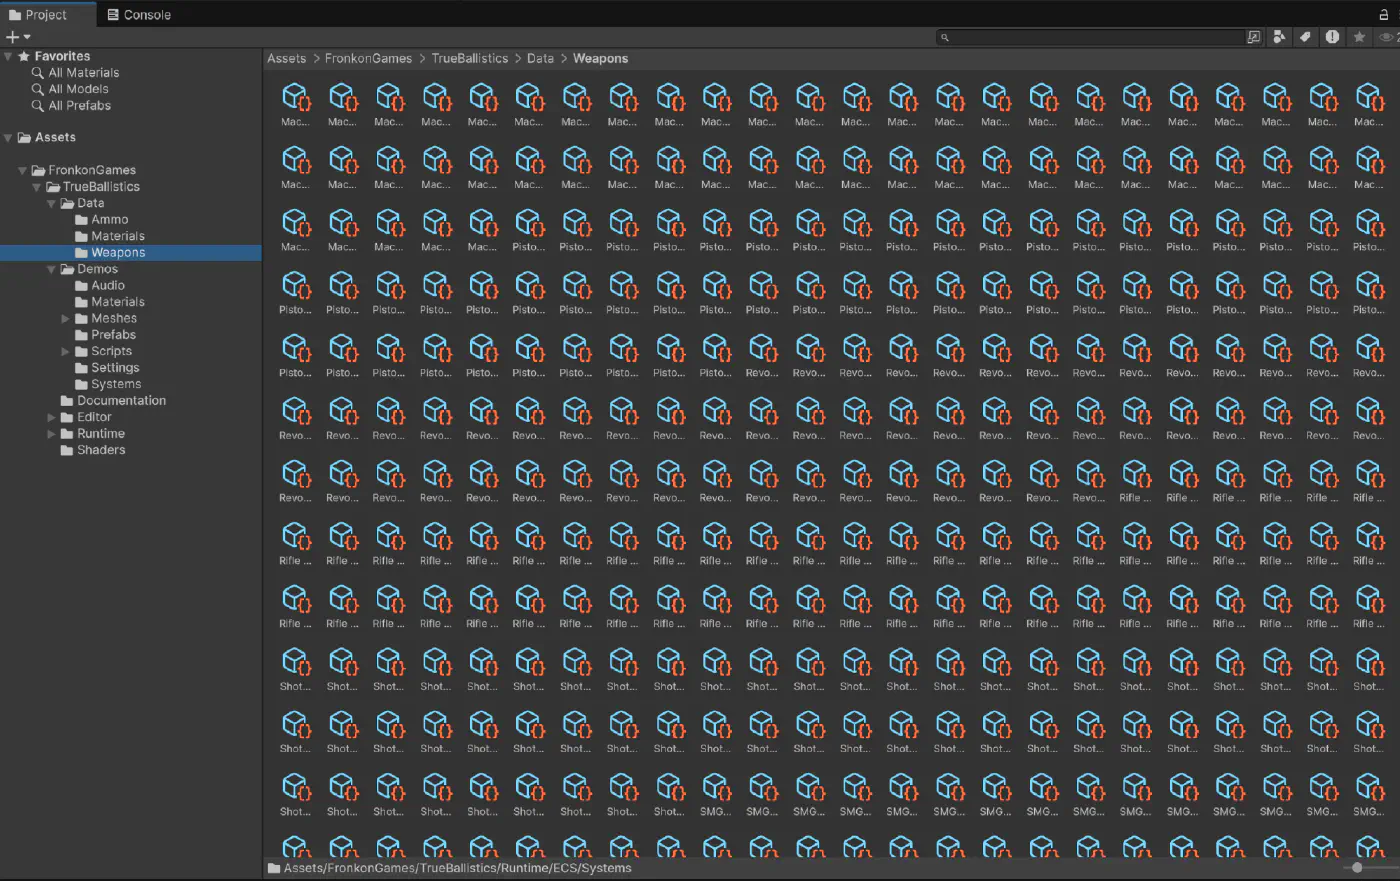 Project
Console
Favorites
All Materials
All Models
All Prefabs
Assets
FronkonGames
TrueBallistics
Data
Ammo
Materials
Weapons
Demos
Audio
Materials
Meshes
Prefabs
Scripts
Settings
Systems
Documentation
Editor
Runtime
Shaders
Assets > FronkonGames > TrueBallistics > Data > Weapons
Mac... Mac... Mac... Mac... Mac... Mac... Mac... Mac... Mac... Mac... Mac... Mac... Mac... Mac... Mac... Mac... Mac... Mac... Mac... Mac... Mac... Mac... Mac... Mac...
Mac... Mac... Mac... Mac... Mac... Mac... Mac... Mac... Mac... Mac... Mac... Mac... Mac... Mac... Mac... Mac... Mac... Mac... Mac... Mac... Mac... Mac... Mac... Mac...
Mac... Mac... Mac... Mac... Mac... Pisto... Pisto... Pisto... Pisto... Pisto... Pisto... Pisto... Pisto... Pisto... Pisto... Pisto... Pisto... Pisto... Pisto... Pisto... Pisto... Pisto... Pisto... Pisto...
Pisto... Pisto... Pisto... Pisto... Pisto... Pisto... Pisto... Pisto... Pisto... Pisto... Pisto... Pisto... Pisto... Pisto... Pisto... Pisto... Pisto... Pisto... Pisto... Pisto... Pisto... Pisto... Pisto... Pisto...
Pisto... Pisto... Pisto... Pisto... Pisto... Pisto... Pisto... Pisto... Pisto... Pisto... Revo... Revo... Revo... Revo... Revo... Revo... Revo... Revo... Revo... Revo... Revo... Revo... Revo... Revo...
Revo... Revo... Revo... Revo... Revo... Revo... Revo... Revo... Revo... Revo... Revo... Revo... Revo... Revo... Revo... Revo... Revo... Revo... Revo... Revo... Revo... Revo... Revo... Revo...
Revo... Revo... Revo... Revo... Revo... Revo... Revo... Revo... Revo... Revo... Revo... Revo... Revo... Revo... Revo... Revo... Revo... Revo... Rifle ... Rifle ... Rifle ... Rifle ... Rifle ... Rifle ...
Rifle ... Rifle ... Rifle ... Rifle ... Rifle ... Rifle ... Rifle ... Rifle ... Rifle ... Rifle ... Rifle ... Rifle ... Rifle ... Rifle ... Rifle ... Rifle ... Rifle ... Rifle ... Rifle ... Rifle ... Rifle ... Rifle ... Rifle ... Rifle ...
Rifle ... Rifle ... Rifle ... Rifle ... Rifle ... Rifle ... Rifle ... Rifle ... Rifle ... Rifle ... Rifle ... Rifle ... Rifle ... Rifle ... Rifle ... Rifle ... Rifle ... Rifle ... Rifle ... Rifle ... Rifle ... Rifle ... Rifle ... Rifle ...
Shot... Shot... Shot... Shot... Shot... Shot... Shot... Shot... Shot... Shot... Shot... Shot... Shot... Shot... Shot... Shot... Shot... Shot... Shot... Shot... Shot... Shot... Shot... Shot...
Shot... Shot... Shot... Shot... Shot... Shot... Shot... Shot... Shot... Shot... Shot... Shot... Shot... Shot... Shot... Shot... Shot... Shot... Shot... Shot... Shot... Shot... Shot... Shot...
Shot... Shot... Shot... Shot... Shot... Shot... Shot... Shot... Shot... SMG... SMG... SMG... SMG... SMG... SMG... SMG... SMG... SMG... SMG... SMG... SMG... SMG... SMG... SMG...
Assets/FronkonGames/TrueBallistics/Runtime/ECS/Systems